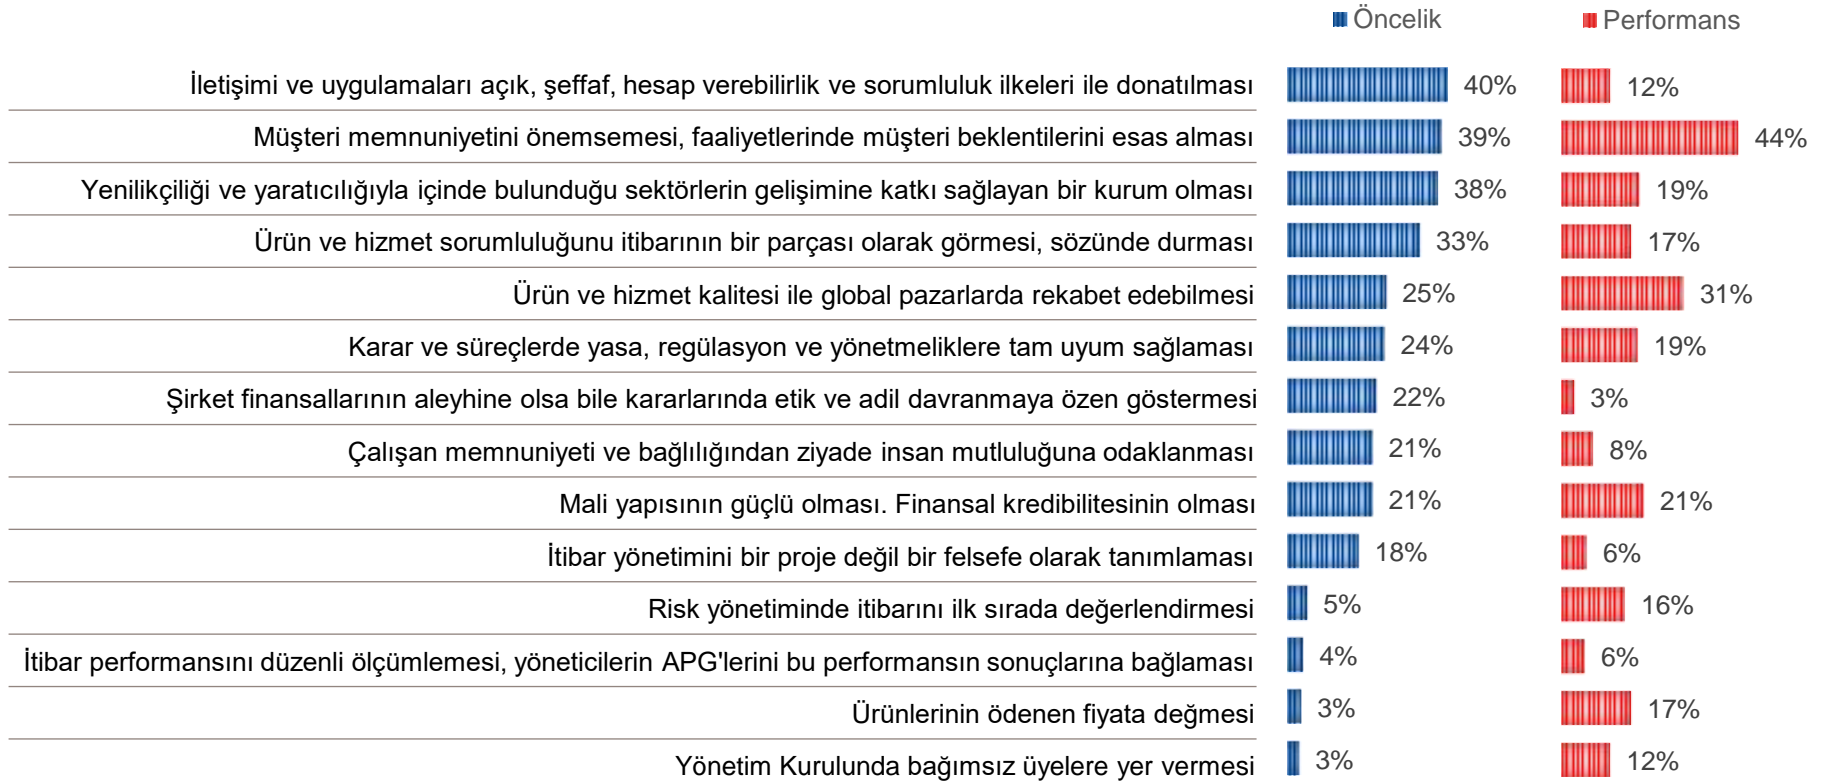 Öncelik Performans
İletişimi ve uygulamaları açık, şeffaf, hesap verebilirlik ve sorumluluk ilkeleri ile donatılması 40% 12%
Müşteri memnuniyetini önemsemesi, faaliyetlerinde müşteri beklentilerini esas alması 39% 44%
Yenilikçiliği ve yaratıcılığıyla içinde bulunduğu sektörlerin gelişimine katkı sağlayan bir kurum olması 38% 19%
Ürün ve hizmet sorumluluğunu itibarının bir parçası olarak görmesi, sözünde durması 33% 17%
Ürün ve hizmet kalitesi ile global pazarlarda rekabet edebilmesi 25% 31%
Karar ve süreçlerde yasa, regülasyon ve yönetmeliklere tam uyum sağlaması 24% 19%
Şirket finansallarının aleyhine olsa bile kararlarında etik ve adil davranmaya özen göstermesi 22% 3%
Çalışan memnuniyeti ve bağlılığından ziyade insan mutluluğuna odaklanması 21% 8%
Mali yapısının güçlü olması. Finansal kredibilitesinin olması 21% 21%
İtibar yönetimini bir proje değil bir felsefe olarak tanımlaması 18% 6%
Risk yönetiminde itibarını ilk sırada değerlendirmesi 5% 16%
İtibar performansını düzenli ölçümlemesi, yöneticilerin APG'lerini bu performansın sonuçlarına bağlaması 4% 6%
Ürünlerinin ödenen fiyata değmesi 3% 17%
Yönetim Kurulunda bağımsız üyelere yer vermesi 3% 12%